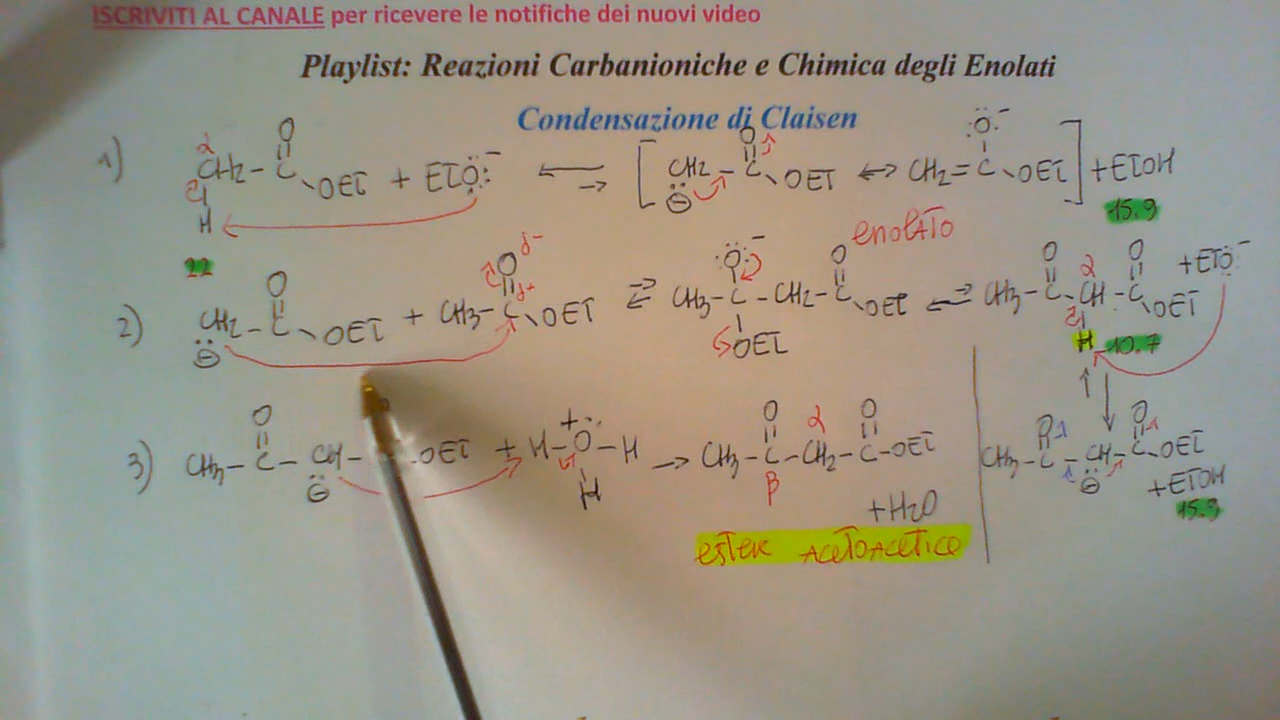 ISCRIVITI AL CANALE per ricevere le notifiche dei nuovi video
Playlist: Reazioni Carbanioniche e Chimica degli Enolati
Condensazione di Claisen
1) α CH2 - C O OEt + EtO:- [ CH2 - C O OEt ↔ CH2 = C :O:- OEt ] + EtOH
H ⊖ 15.9
22 enolato
2) CH2 - C O OEt + CH3 - C O δ- δ+ OEt ⇌ CH3 - C :O:- - CH2 - C O OEt ⇌ CH3 - C O - CH α - C O OEt + EtO:-
⊖ OEt H 10.7
3) CH3 - C O - CH - OEt + H - O + - H → CH3 - C O - CH2 α - C O - OEt CH3 - C O - CH - C O - OEt
⊖ H β ⊖ + EtOH
+ H2O 15.9
ester acetoacetico